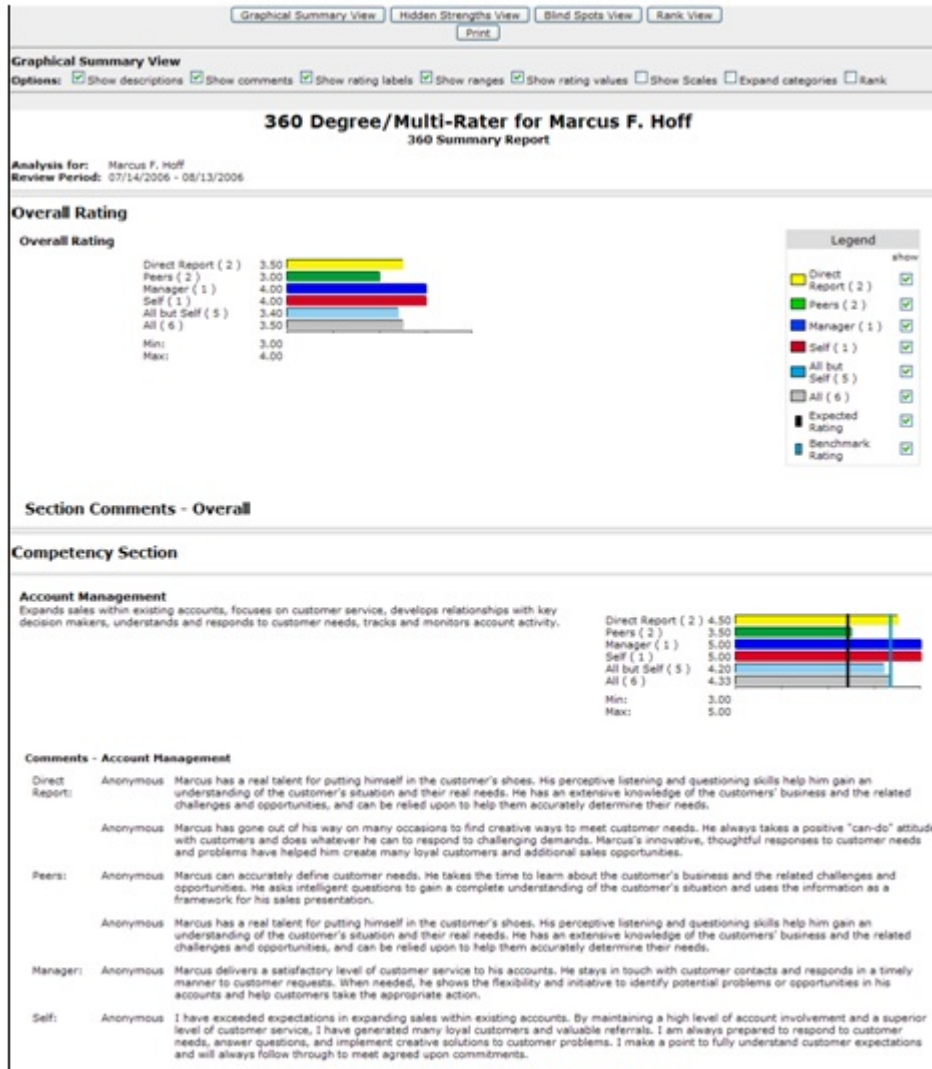 Graphical Summary View Hidden Strengths View Blind Spots View Rank View
Print
Graphical Summary View
Options: Show descriptions Show comments Show rating labels Show ranges Show rating values Show Scales Expand categories Rank
360 Degree/Multi-Rater for Marcus F. Hoff
360 Summary Report
Analysis for: Marcus F. Hoff
Review Period: 07/14/2006 - 08/13/2006
Overall Rating
Overall Rating
Direct Report ( 2 ) 3.50
Peers ( 2 ) 3.00
Manager ( 1 ) 4.00
Self ( 1 ) 4.00
All but Self ( 5 ) 3.40
All ( 6 ) 3.50
Min: 3.00
Max: 4.00
Legend
show
Direct
Report ( 2 )
Peers ( 2 )
Manager ( 1 )
Self ( 1 )
All but
Self ( 5 )
All ( 6 )
Expected
Rating
Benchmark
Rating
Section Comments - Overall
Competency Section
Account Management
Expands sales within existing accounts, focuses on customer service, develops relationships with key
decision makers, understands and responds to customer needs, tracks and monitors account activity.
Direct Report ( 2 ) 4.50
Peers ( 2 ) 3.50
Manager ( 1 ) 5.00
Self ( 1 ) 5.00
All but Self ( 5 ) 4.20
All ( 6 ) 4.33
Min: 3.00
Max: 5.00
Comments - Account Management
Direct Anonymous Marcus has a real talent for putting himself in the customer's shoes. His perceptive listening and questioning skills help him gain an
Report: understanding of the customer's situation and their real needs. He has an extensive knowledge of the customers' business and the related
challenges and opportunities, and can be relied upon to help them accurately determine their needs.
Anonymous Marcus has gone out of his way on many occasions to find creative ways to meet customer needs. He always takes a positive "can-do" attitude
with customers and does whatever he can to respond to challenging demands. Marcus's innovative, thoughtful responses to customer needs
and problems have helped him create many loyal customers and additional sales opportunities.
Peers: Anonymous Marcus can accurately define customer needs. He takes the time to learn about the customer's business and the related challenges and
opportunities. He asks intelligent questions to gain a complete understanding of the customer's situation and uses the information as a
framework for his sales presentation.
Anonymous Marcus has a real talent for putting himself in the customer's shoes. His perceptive listening and questioning skills help him gain an
understanding of the customer's situation and their real needs. He has an extensive knowledge of the customers' business and the related
challenges and opportunities, and can be relied upon to help them accurately determine their needs.
Manager: Anonymous Marcus delivers a satisfactory level of customer service to his accounts. He stays in touch with customer contacts and responds in a timely
manner to customer requests. When needed, he shows the flexibility and initiative to identify potential problems or opportunities in his
accounts and help customers take the appropriate action.
Self: Anonymous I have exceeded expectations in expanding sales within existing accounts. By maintaining a high level of account involvement and a superior
level of customer service, I have generated many loyal customers and valuable referrals. I am always prepared to respond to customer
needs, answer questions, and implement creative solutions to customer problems. I make a point to fully understand customer expectations
and will always follow through to meet agreed upon commitments.